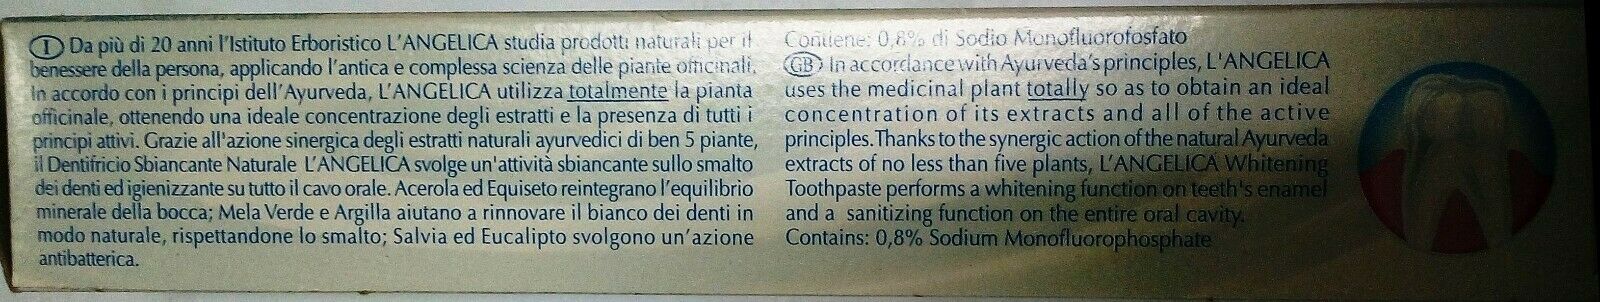 I Da più di 20 anni l'Istituto Erboristico L'ANGELICA studia prodotti naturali per il
benessere della persona, applicando l'antica e complessa scienza delle piante officinali.
In accordo con i principi dell'Ayurveda, L'ANGELICA utilizza totalmente la pianta
officinale, ottenendo una ideale concentrazione degli estratti e la presenza di tutti i
principi attivi. Grazie all'azione sinergica degli estratti naturali ayurvedici di ben 5 piante,
il Dentifricio Sbiancante Naturale L'ANGELICA svolge un'attività sbiancante sullo smalto
dei denti ed igienizzante su tutto il cavo orale. Acerola ed Equiseto reintegrano l'equilibrio
minerale della bocca; Mela Verde e Argilla aiutano a rinnovare il bianco dei denti in
modo naturale, rispettandone lo smalto; Salvia ed Eucalipto svolgono un'azione
antibatterica.
Contiene: 0,8% di Sodio Monofluorofosfato
GB In accordance with Ayurveda's principles, L'ANGELICA
uses the medicinal plant totally so as to obtain an ideal
concentration of its extracts and all of the active
principles. Thanks to the synergic action of the natural Ayurveda
extracts of no less than five plants, L'ANGELICA Whitening
Toothpaste performs a whitening function on teeth's enamel
and a sanitizing function on the entire oral cavity.
Contains: 0,8% Sodium Monofluorophosphate